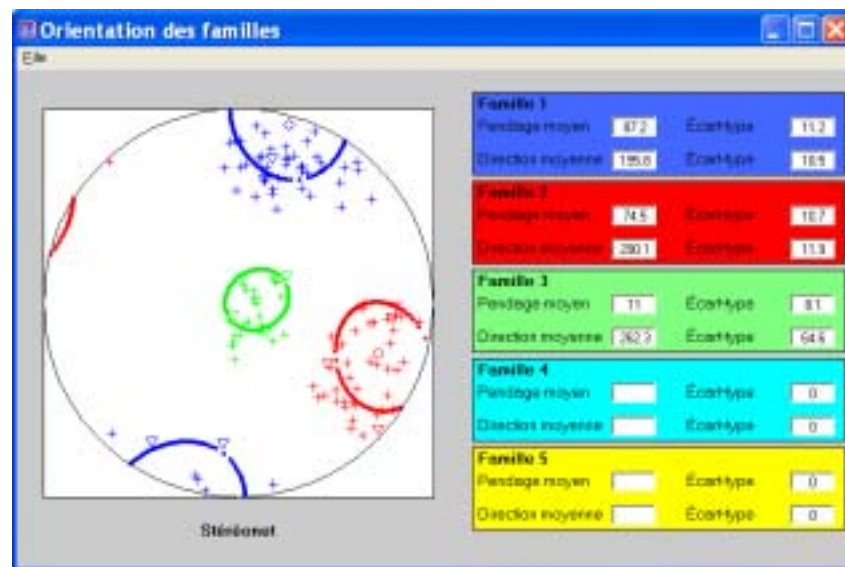 Orientation des familles
File
Famille 1
Pendage moyen 67.2 Écart-type 11.2
Direction moyenne 195.8 Écart-type 10.9
Famille 2
Pendage moyen 74.5 Écart-type 10.7
Direction moyenne 280.1 Écart-type 11.9
Famille 3
Pendage moyen 11 Écart-type 8.1
Direction moyenne 262.3 Écart-type 64.6
Famille 4
Pendage moyen Écart-type 0
Direction moyenne Écart-type 0
Famille 5
Pendage moyen Écart-type 0
Direction moyenne Écart-type 0
Stéréonet